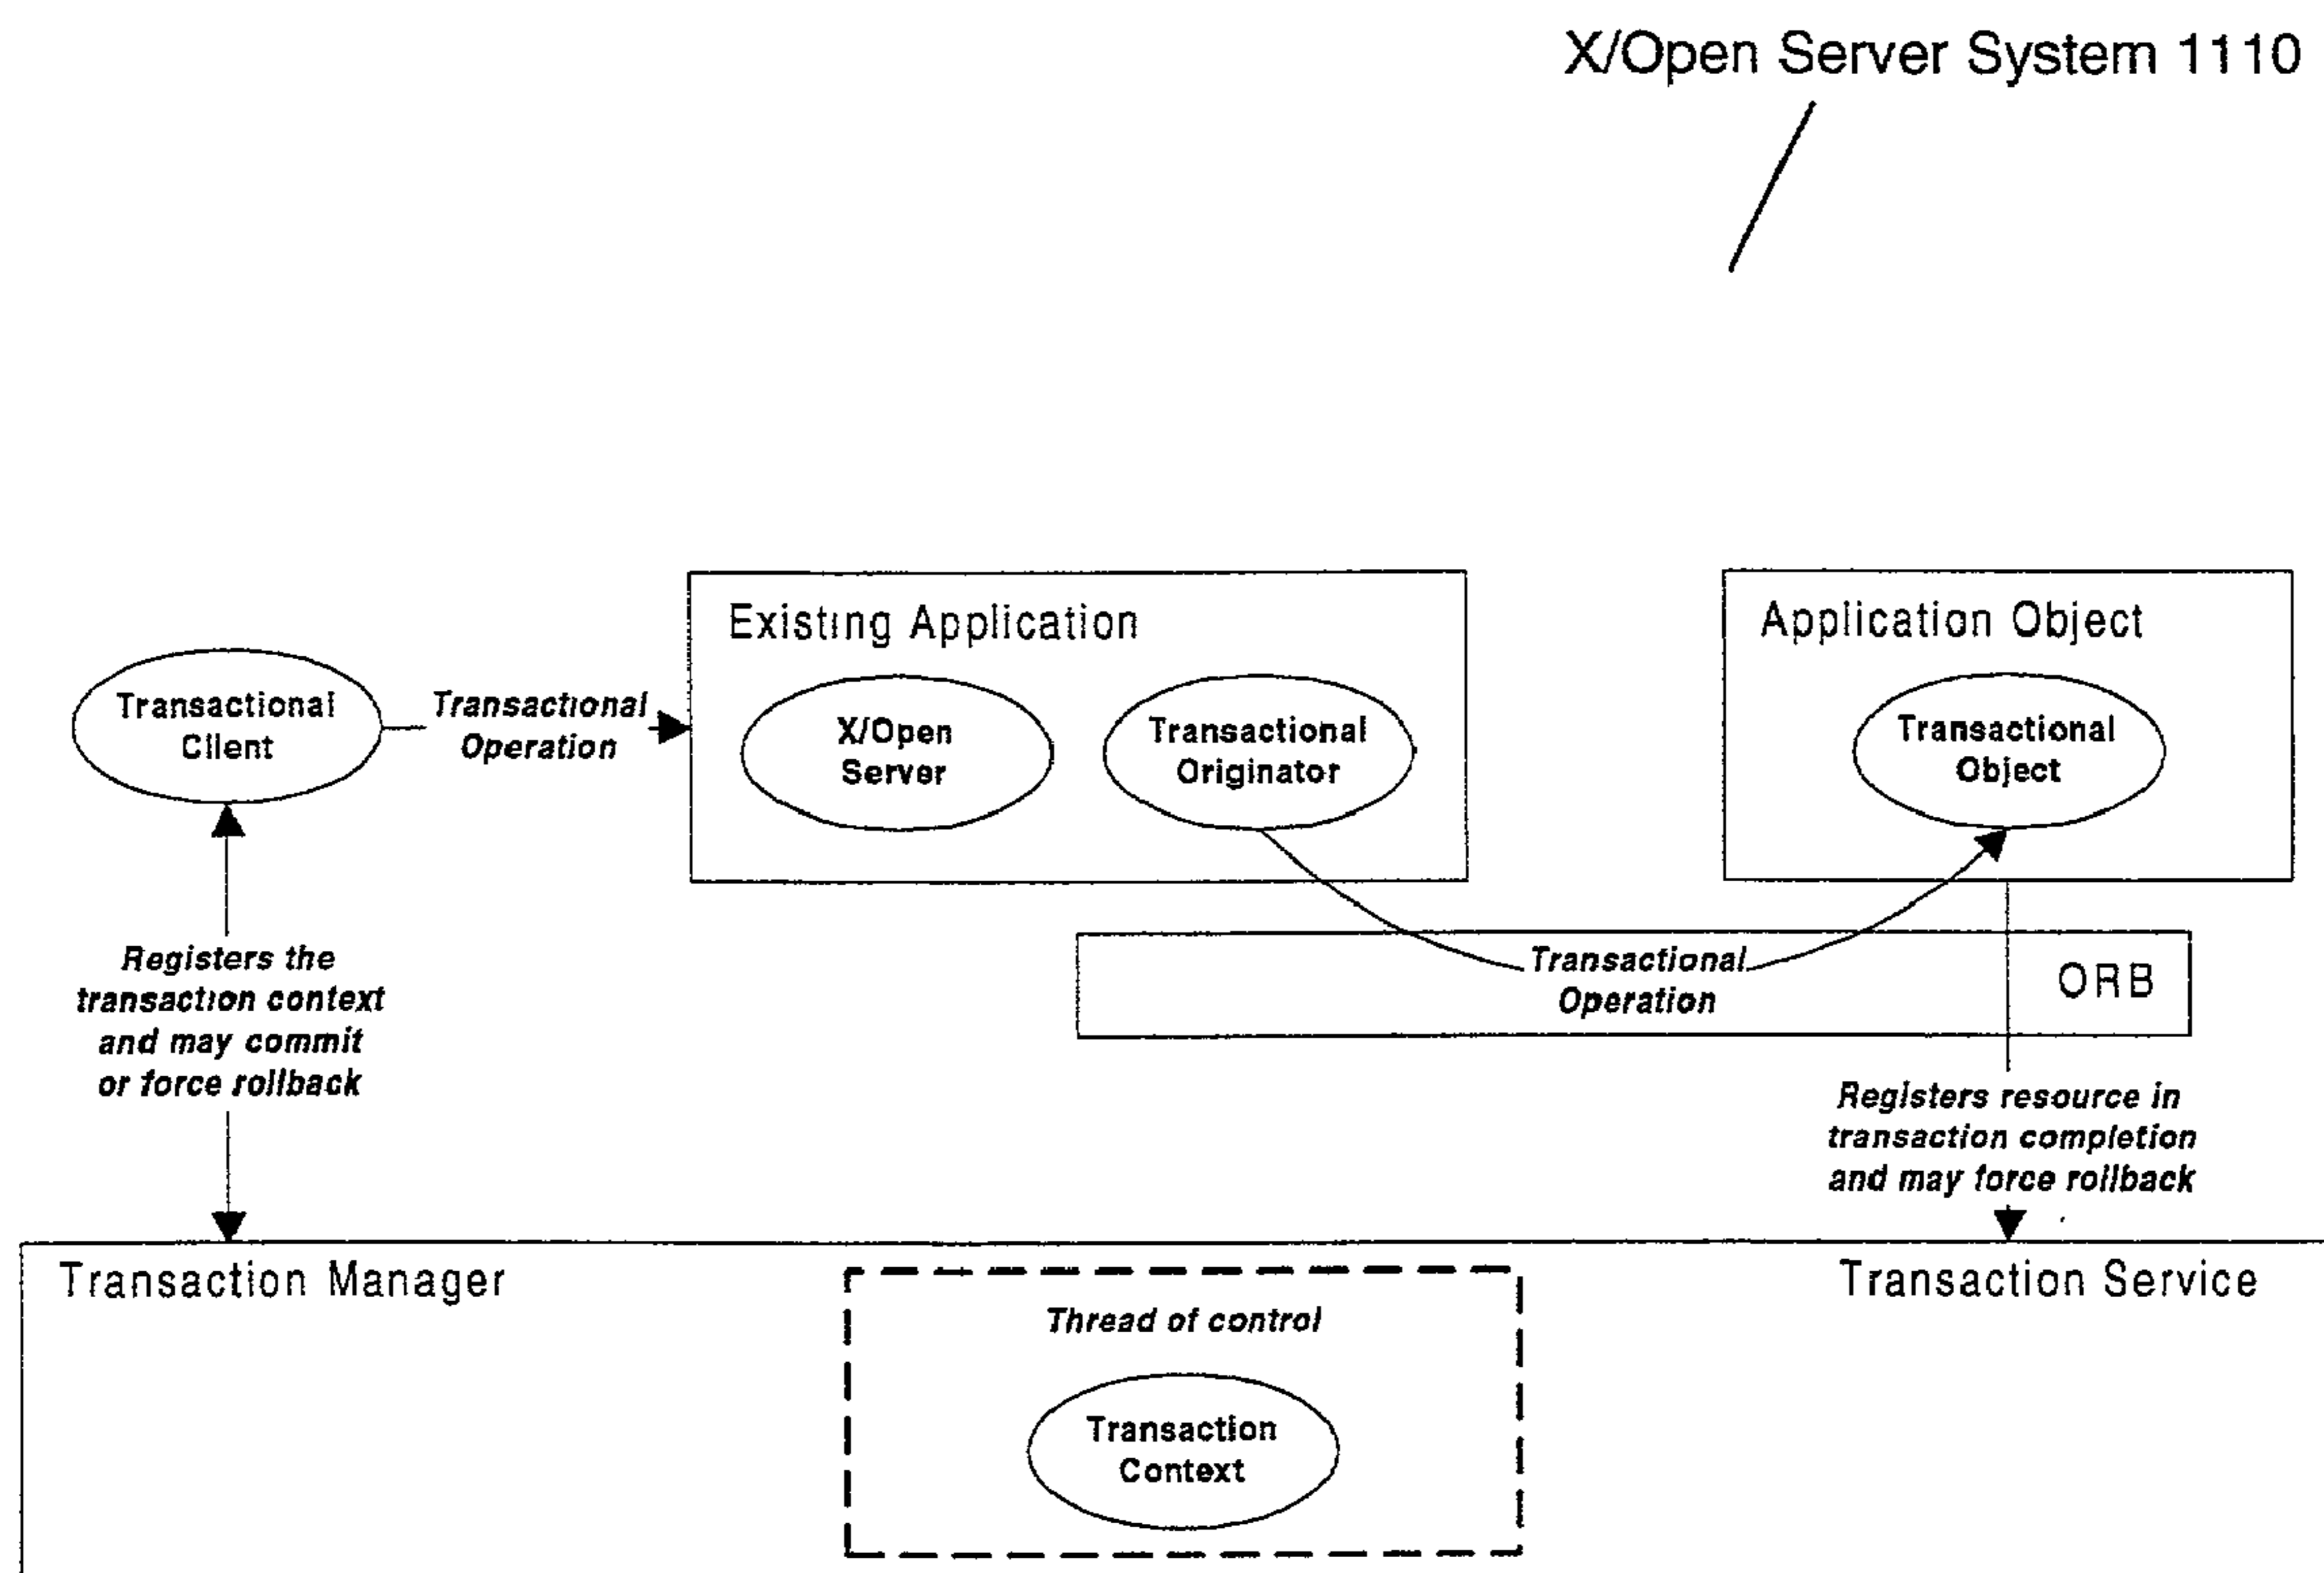 X/Open Server System 1110
Existing Application
Application Object
Transactional
Client
Transactional
Operation
X/Open
Server
Transactional
Originator
Transactional
Object
Registers the
transaction context
and may commit
or force rollback
Transactional
Operation
ORB
Registers resource in
transaction completion
and may force rollback
Transaction Manager
Transaction Service
Thread of control
Transaction
Context